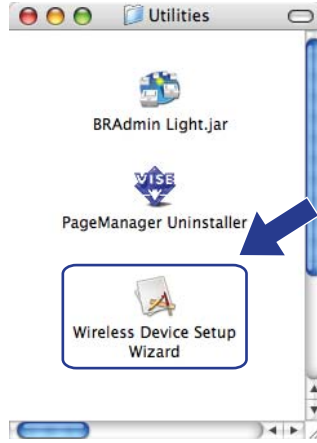 Utilities
BRAdmin Light.jar
VISE
PageManager Uninstaller
Wireless Device Setup
Wizard